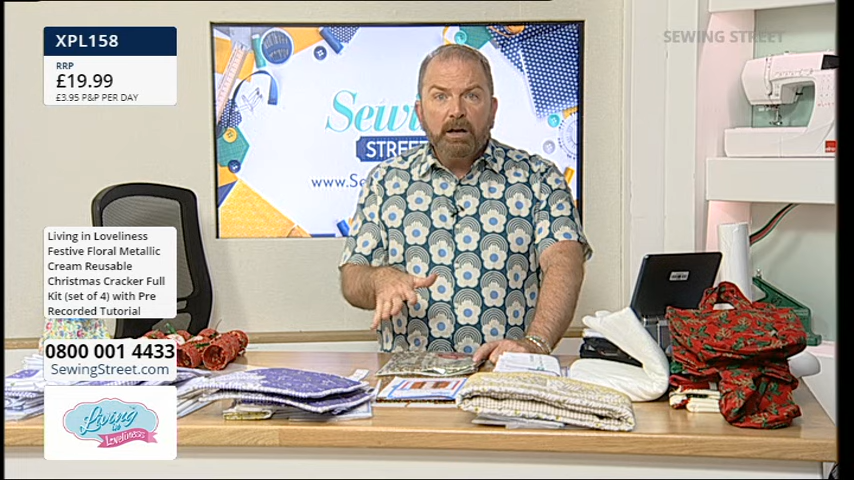 XPL158
RRP
£19.99
£3.95 P&P PER DAY
SEWING STREET
Sew
STREET
www.Se
Living in Loveliness
Festive Floral Metallic
Cream Reusable
Christmas Cracker Full
Kit (set of 4) with Pre
Recorded Tutorial
0800 001 4433
SewingStreet.com
Living
in
Loveliness